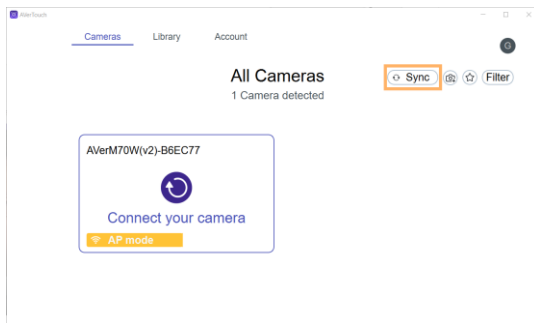 AVerTouch
Cameras Library Account
G
All Cameras
Sync Filter
1 Camera detected
AVerM70W(v2)-B6EC77
Connect your camera
AP mode